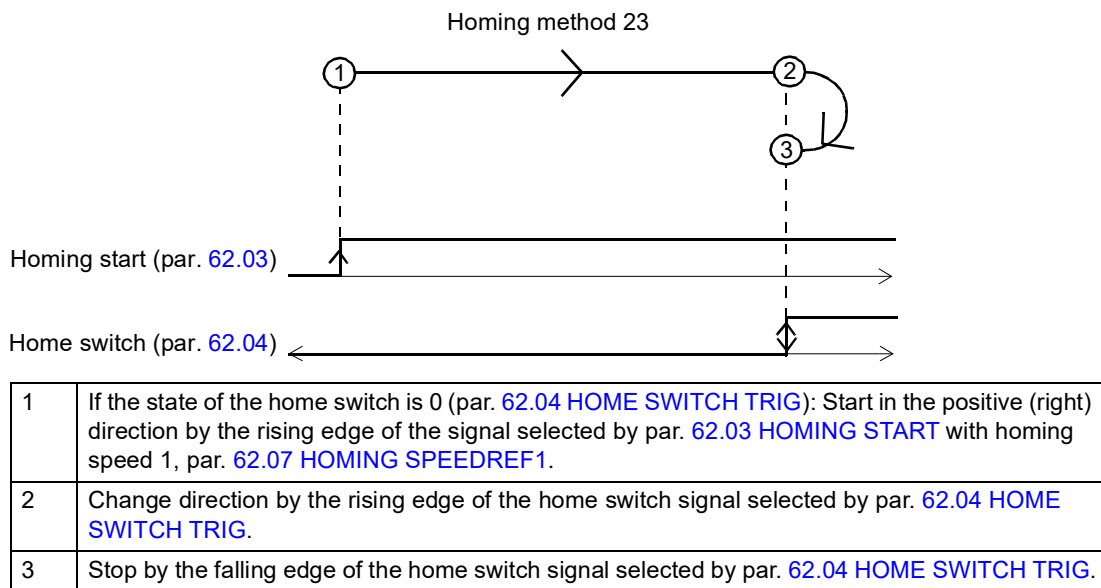 Homing method 23
1
2
3
Homing start (par. 62.03)
Home switch (par. 62.04)
1 If the state of the home switch is 0 (par. 62.04 HOME SWITCH TRIG): Start in the positive (right)
direction by the rising edge of the signal selected by par. 62.03 HOMING START with homing
speed 1, par. 62.07 HOMING SPEEDREF1.
2 Change direction by the rising edge of the home switch signal selected by par. 62.04 HOME
SWITCH TRIG.
3 Stop by the falling edge of the home switch signal selected by par. 62.04 HOME SWITCH TRIG.